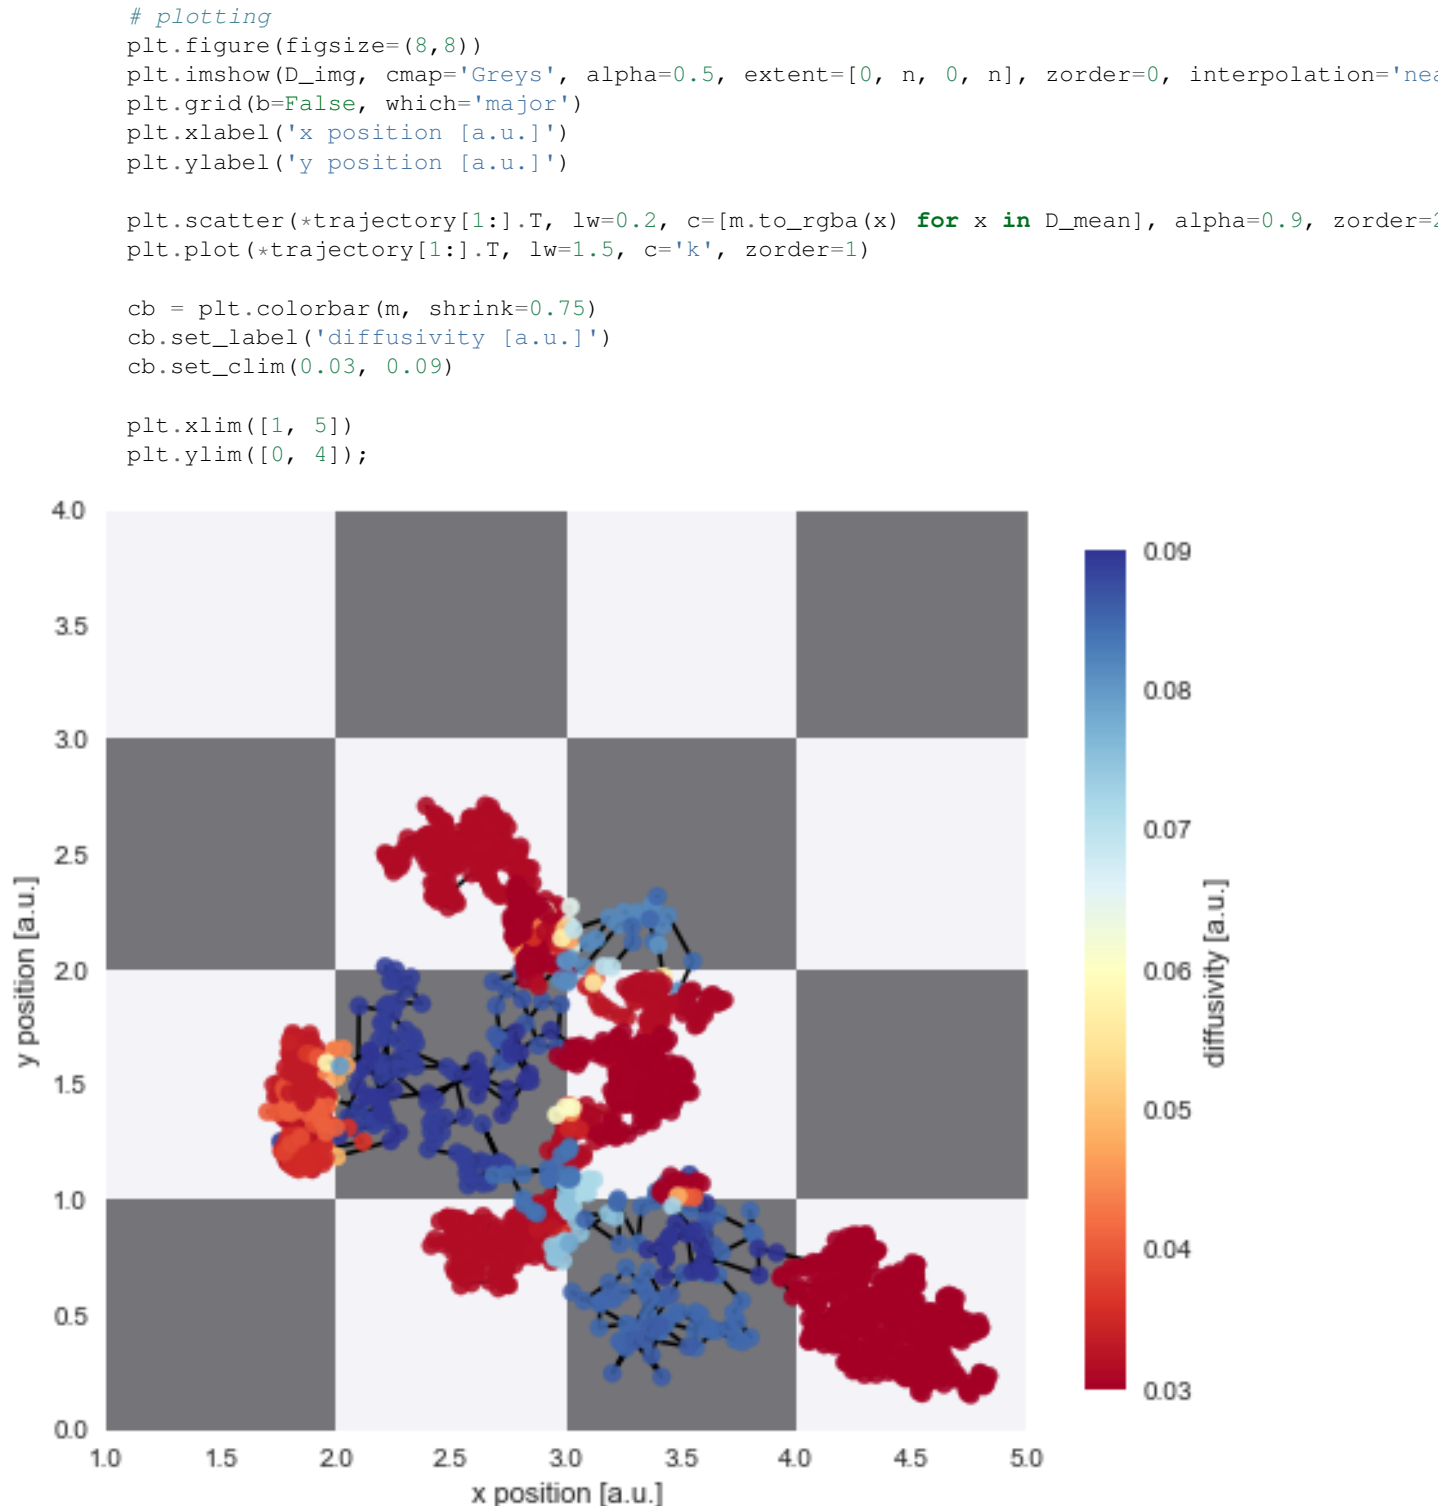 # plotting
plt.figure(figsize=(8,8))
plt.imshow(D_img, cmap='Greys', alpha=0.5, extent=[0, n, 0, n], zorder=0, interpolation='nea
plt.grid(b=False, which='major')
plt.xlabel('x position [a.u.]')
plt.ylabel('y position [a.u.]')
plt.scatter(*trajectory[1:].T, lw=0.2, c=[m.to_rgba(x) for x in D_mean], alpha=0.9, zorder=2
plt.plot(*trajectory[1:].T, lw=1.5, c='k', zorder=1)
cb = plt.colorbar(m, shrink=0.75)
cb.set_label('diffusivity [a.u.]')
cb.set_clim(0.03, 0.09)
plt.xlim([1, 5])
plt.ylim([0, 4]);
4.0
3.5
3.0
2.5
2.0
1.5
1.0
0.5
0.0
y position [a.u.]
1.0 1.5 2.0 2.5 3.0 3.5 4.0 4.5 5.0
x position [a.u.]
0.09
0.08
0.07
0.06
0.05
0.04
0.03
diffusivity [a.u.]